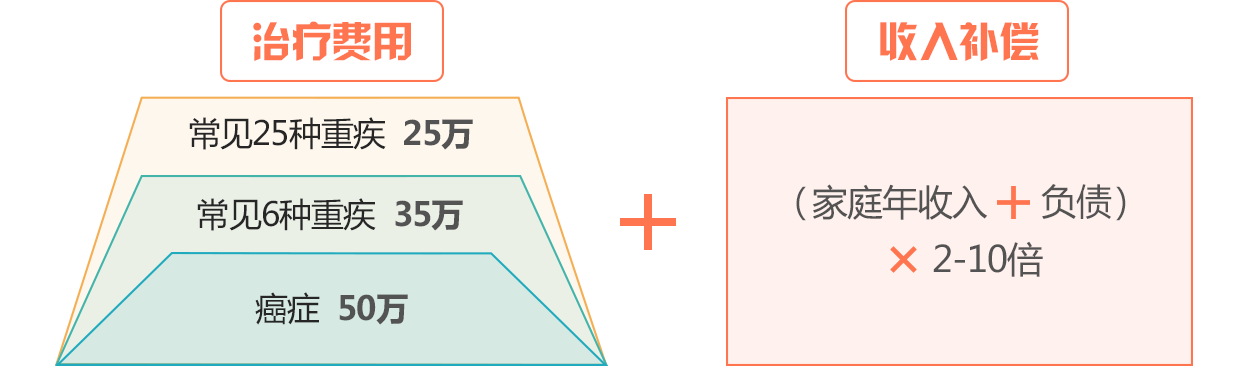 治疗费用
常见25种重疾 25万
常见6种重疾 35万
癌症 50万
+
收入补偿
（家庭年收入 + 负债）
× 2-10倍